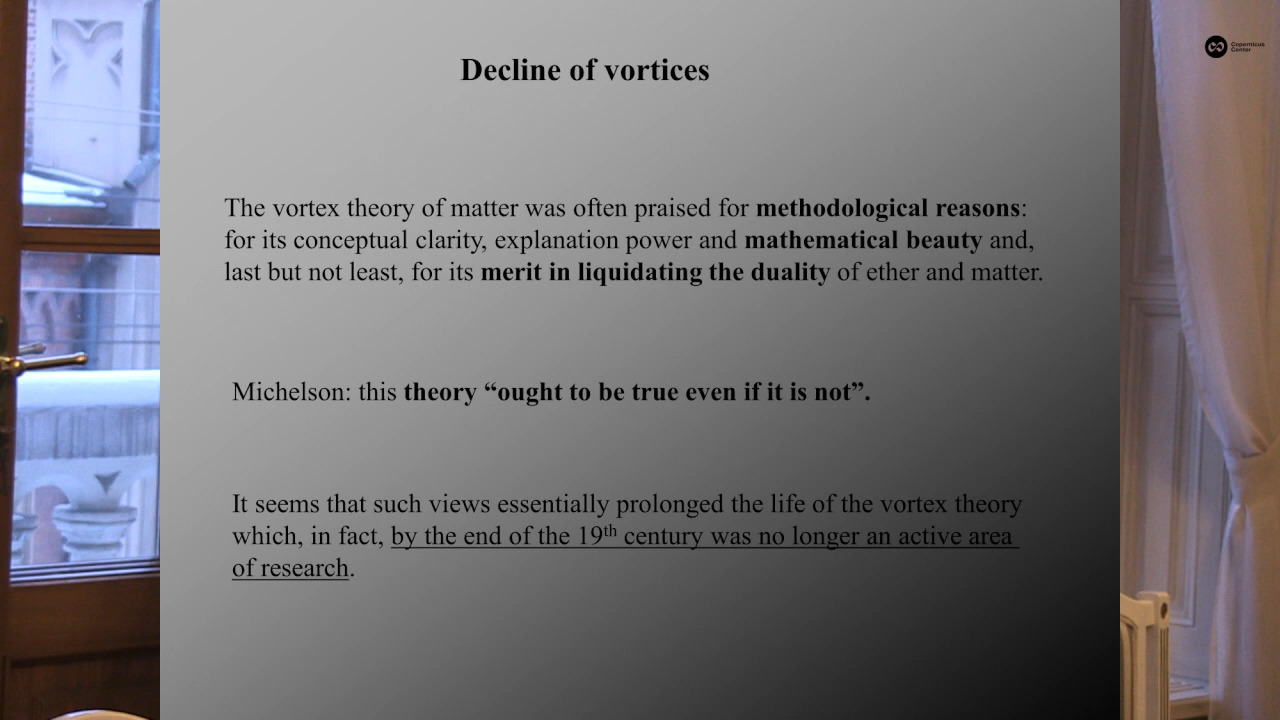 Copernicus
Center
Decline of vortices
The vortex theory of matter was often praised for methodological reasons:
for its conceptual clarity, explanation power and mathematical beauty and,
last but not least, for its merit in liquidating the duality of ether and matter.
Michelson: this theory “ought to be true even if it is not”.
It seems that such views essentially prolonged the life of the vortex theory
which, in fact, by the end of the 19th century was no longer an active area
of research.